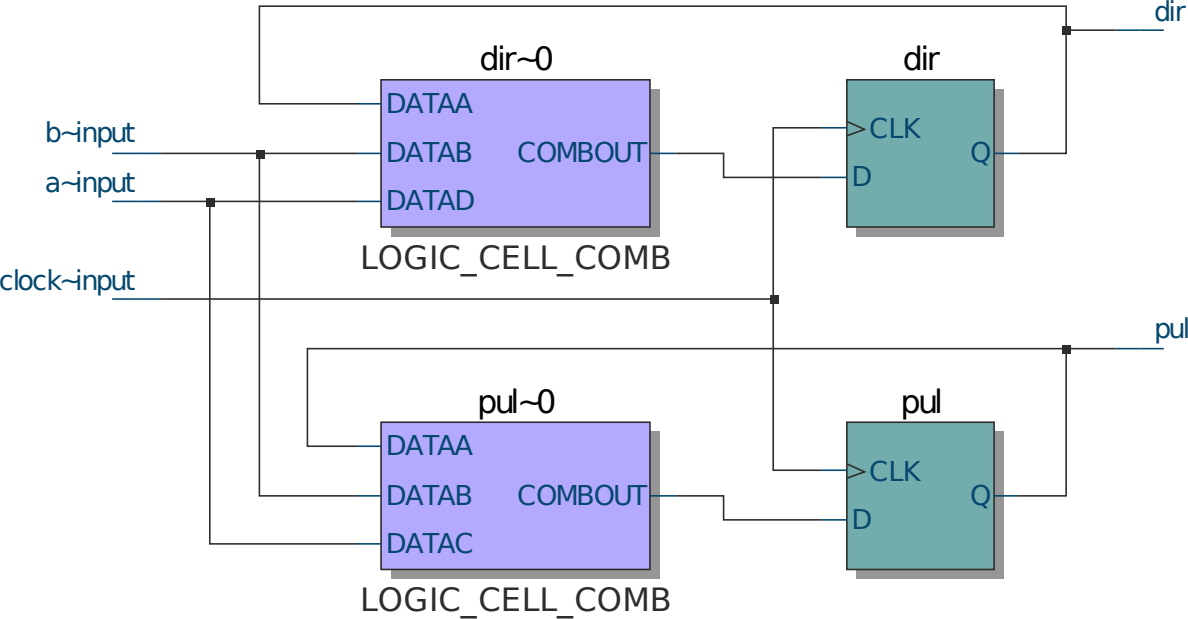 dir
dir~0
dir
DATAA
b~input
DATAB
COMBOUT
CLK
Q
D
a~input
DATAD
LOGIC_CELL_COMB
clock~input
pul
pul~0
pul
DATAA
DATAB
COMBOUT
CLK
Q
D
DATAC
LOGIC_CELL_COMB